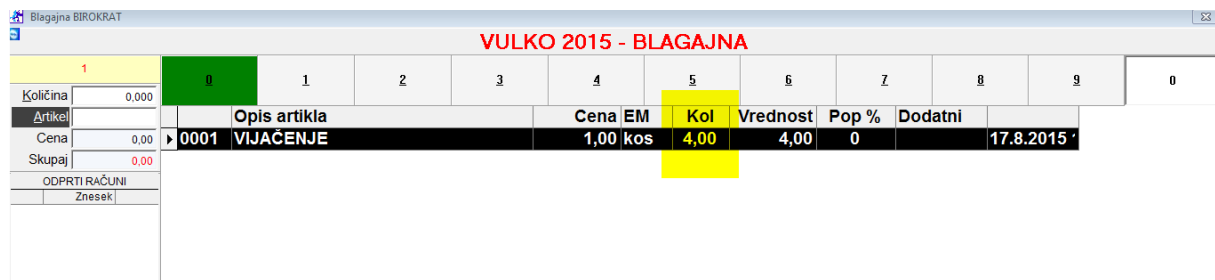 Blagajna BIROKRAT
VULKO 2015 - BLAGAJNA
1
0 1 2 3 4 5 6 7 8 9 0
Količina 0,000
Artikel
Cena 0,00
Skupaj 0,00
ODPRTI RAČUNI
Znesek
Opis artikla Cena EM Kol Vrednost Pop % Dodatni
0001 VIJAČENJE 1,00 kos 4,00 4,00 0 17.8.2015